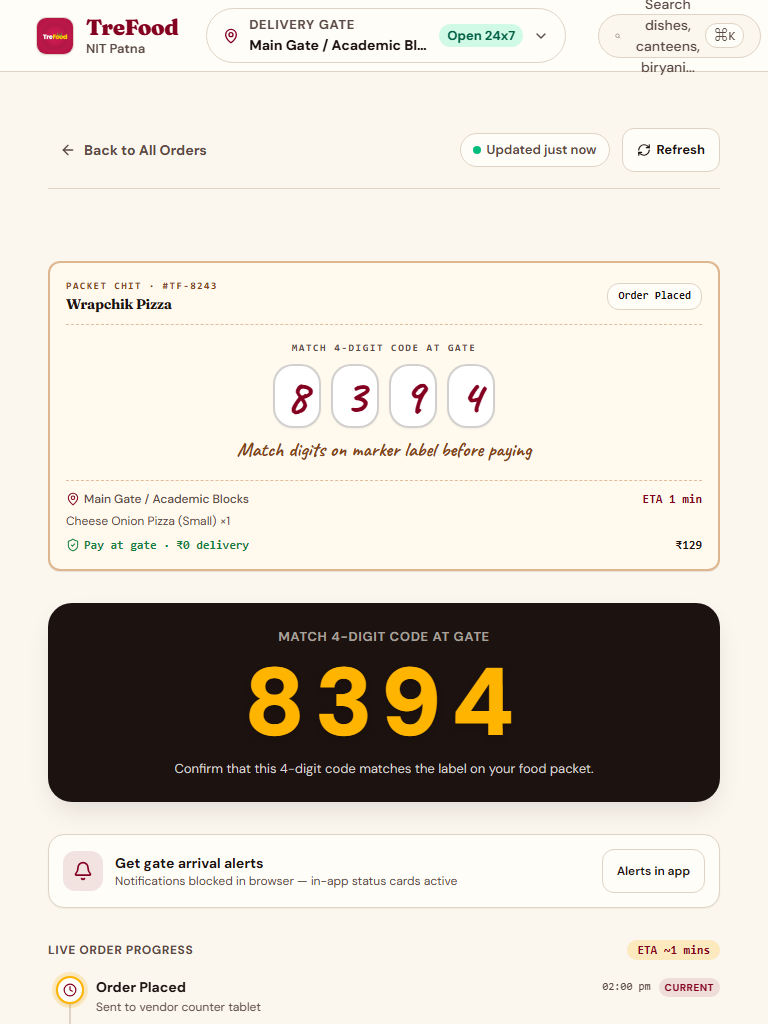 TreFood
TreFood
NIT Patna
DELIVERY GATE
Main Gate / Academic Bl...
Open 24x7
Search
dishes,
canteens,
biryani...
⌘K
Back to All Orders
Updated just now
Refresh
PACKET CHIT · #TF-8243
Wrapchik Pizza
Order Placed
MATCH 4-DIGIT CODE AT GATE
8 3 9 4
Match digits on marker label before paying
Main Gate / Academic Blocks
ETA 1 min
Cheese Onion Pizza (Small) ×1
Pay at gate · ₹0 delivery
₹129
MATCH 4-DIGIT CODE AT GATE
8394
Confirm that this 4-digit code matches the label on your food packet.
Get gate arrival alerts
Notifications blocked in browser — in-app status cards active
Alerts in app
LIVE ORDER PROGRESS
ETA ~1 mins
Order Placed
02:00 pm
CURRENT
Sent to vendor counter tablet